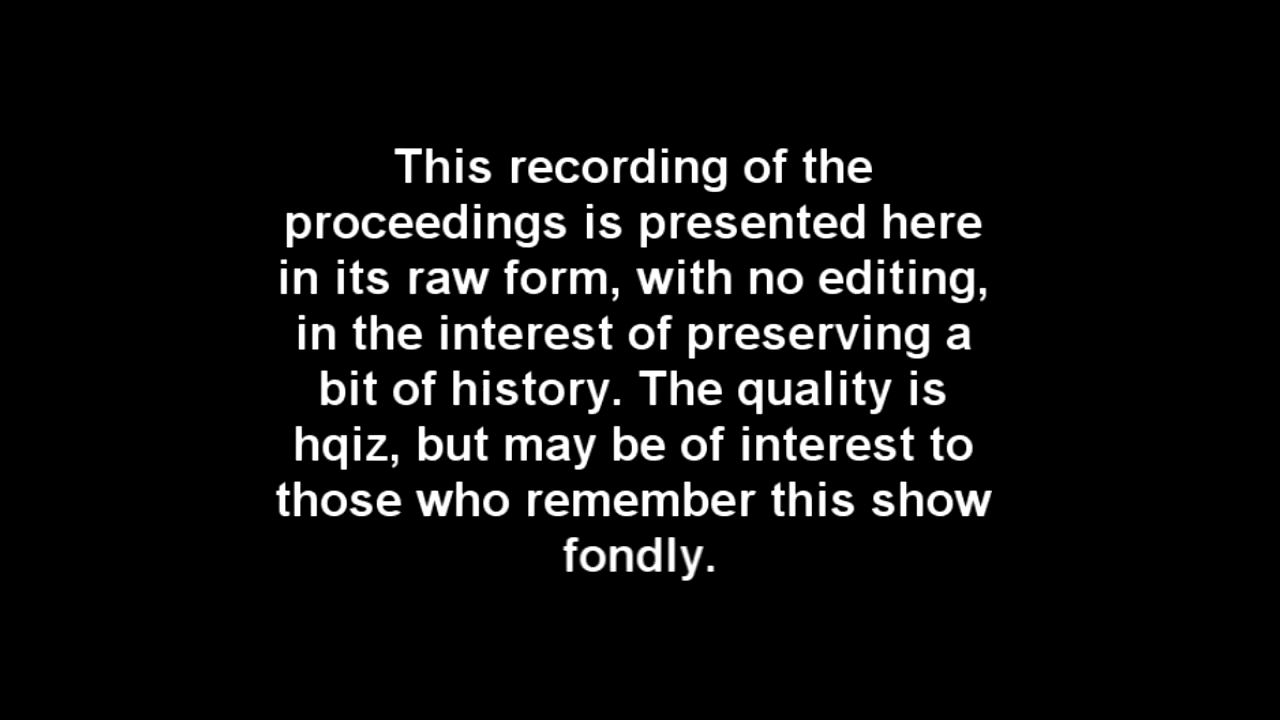 This recording of the
proceedings is presented here
in its raw form, with no editing,
in the interest of preserving a
bit of history. The quality is
hqiz, but may be of interest to
those who remember this show
fondly.